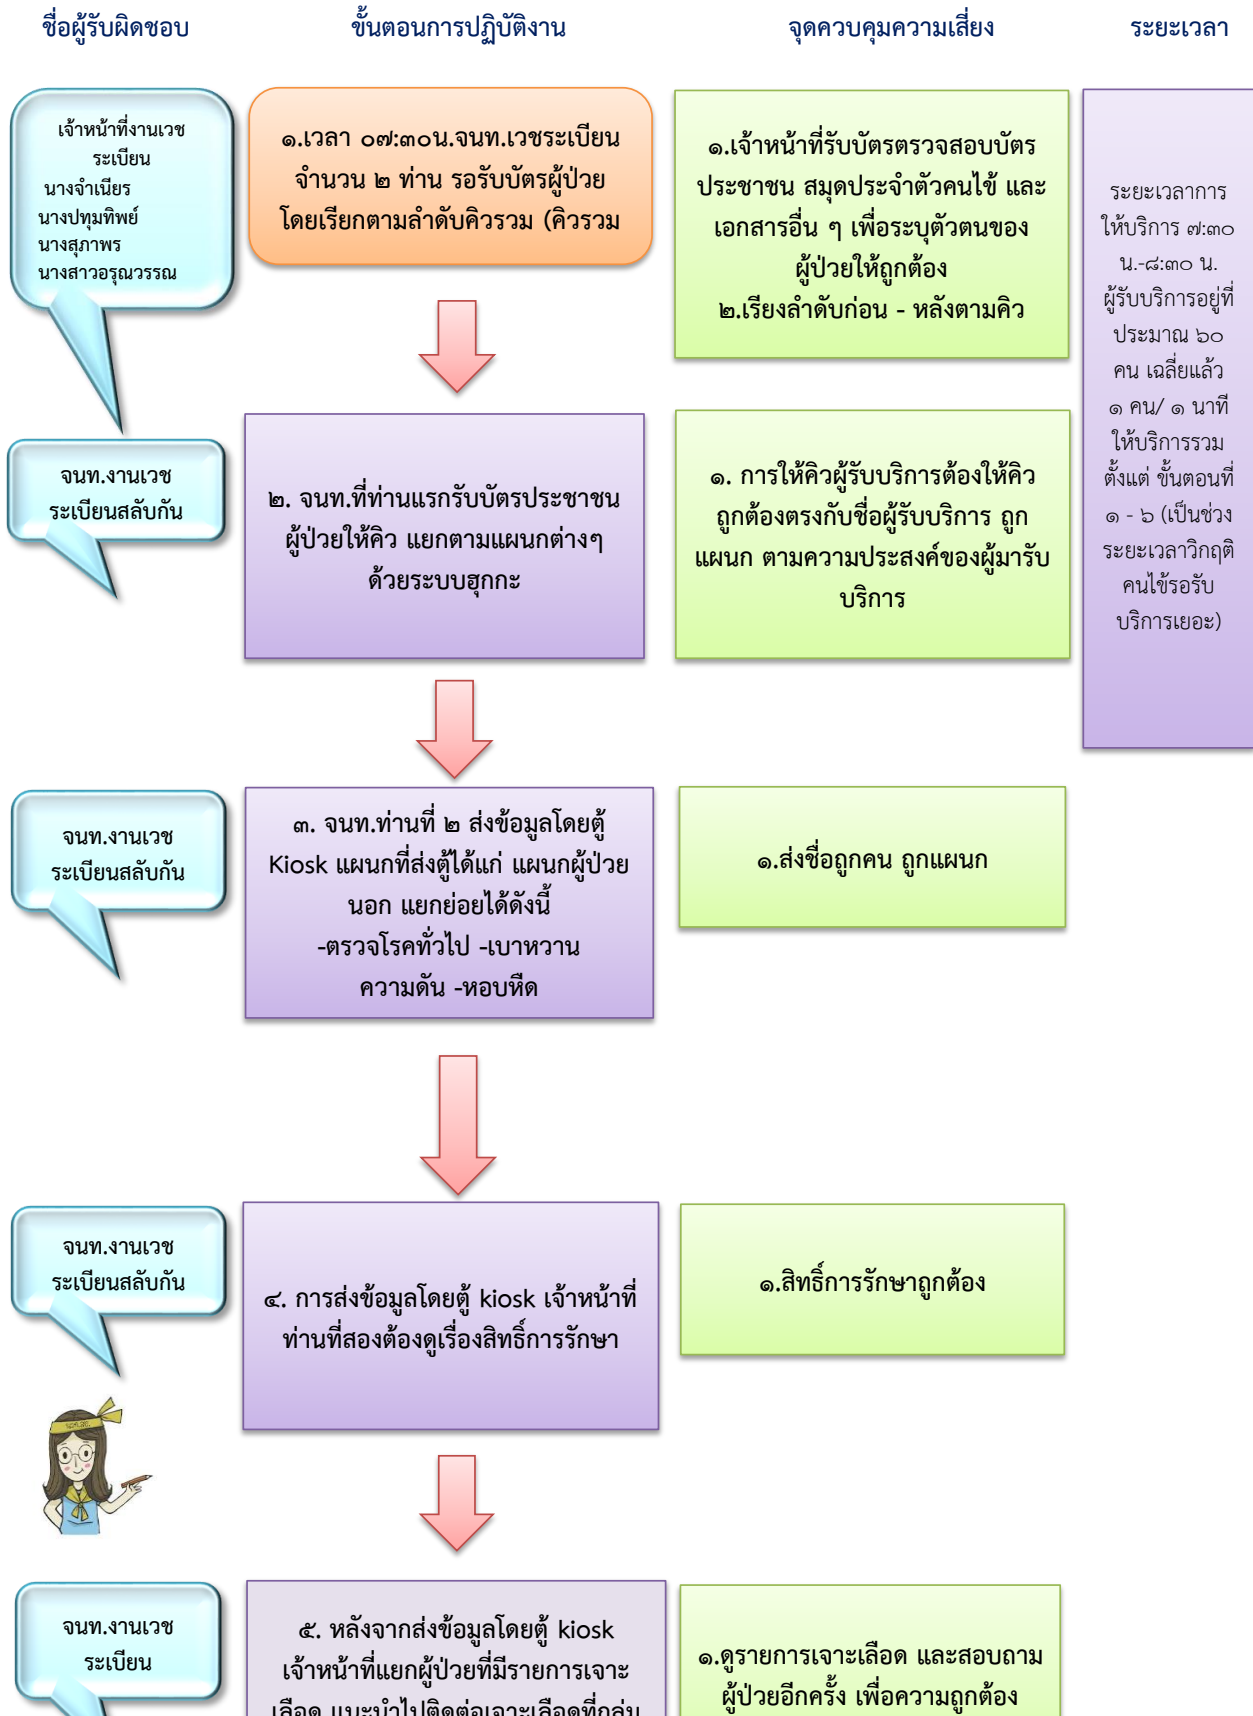 ชื่อผู้รับผิดชอบ
ขั้นตอนการปฏิบัติงาน
จุดควบคุมความเสี่ยง
ระยะเวลา
เจ้าหน้าที่งานเวช
ระเบียน
นางจำเนียร
นางปทุมทิพย์
นางสุภาพร
นางสาวอรุณวรรณ
๑.เวลา ๐๗:๓๐น.จนท.เวชระเบียน
จำนวน ๒ ท่าน รอรับบัตรผู้ป่วย
โดยเรียกตามลำดับคิวรวม (คิวรวม
๑.เจ้าหน้าที่รับบัตรตรวจสอบบัตร
ประชาชน สมุดประจำตัวคนไข้ และ
เอกสารอื่น ๆ เพื่อระบุตัวตนของ
ผู้ป่วยให้ถูกต้อง
๒.เรียงลำดับก่อน - หลังตามคิว
ระยะเวลาการ
ให้บริการ ๗:๓๐
น.-๘:๓๐ น.
ผู้รับบริการอยู่ที่
ประมาณ ๖๐
คน เฉลี่ยแล้ว
๑ คน/ ๑ นาที
ให้บริการรวม
ตั้งแต่ ขั้นตอนที่
๑ - ๖ (เป็นช่วง
ระยะเวลาวิกฤติ
คนไข้รอรับ
บริการเยอะ)
จนท.งานเวช
ระเบียนสลับกัน
๒. จนท.ที่ท่านแรกรับบัตรประชาชน
ผู้ป่วยให้คิว แยกตามแผนกต่างๆ
ด้วยระบบฮุกกะ
๑. การให้คิวผู้รับบริการต้องให้คิว
ถูกต้องตรงกับชื่อผู้รับบริการ ถูก
แผนก ตามความประสงค์ของผู้มารับ
บริการ
จนท.งานเวช
ระเบียนสลับกัน
๓. จนท.ท่านที่ ๒ ส่งข้อมูลโดยตู้
Kiosk แผนกที่ส่งตู้ได้แก่ แผนกผู้ป่วย
นอก แยกย่อยได้ดังนี้
-ตรวจโรคทั่วไป -เบาหวาน
ความดัน -หอบหืด
๑.ส่งชื่อถูกคน ถูกแผนก
จนท.งานเวช
ระเบียนสลับกัน
๔. การส่งข้อมูลโดยตู้ kiosk เจ้าหน้าที่
ท่านที่สองต้องดูเรื่องสิทธิ์การรักษา
๑.สิทธิ์การรักษาถูกต้อง
จนท.งานเวช
ระเบียน
๕. หลังจากส่งข้อมูลโดยตู้ kiosk
เจ้าหน้าที่แยกผู้ป่วยที่มีรายการเจาะ
เลือด แนะนำไปติดต่อเจาะเลือดที่กลุ่ม
๑.ดูรายการเจาะเลือด และสอบถาม
ผู้ป่วยอีกครั้ง เพื่อความถูกต้อง